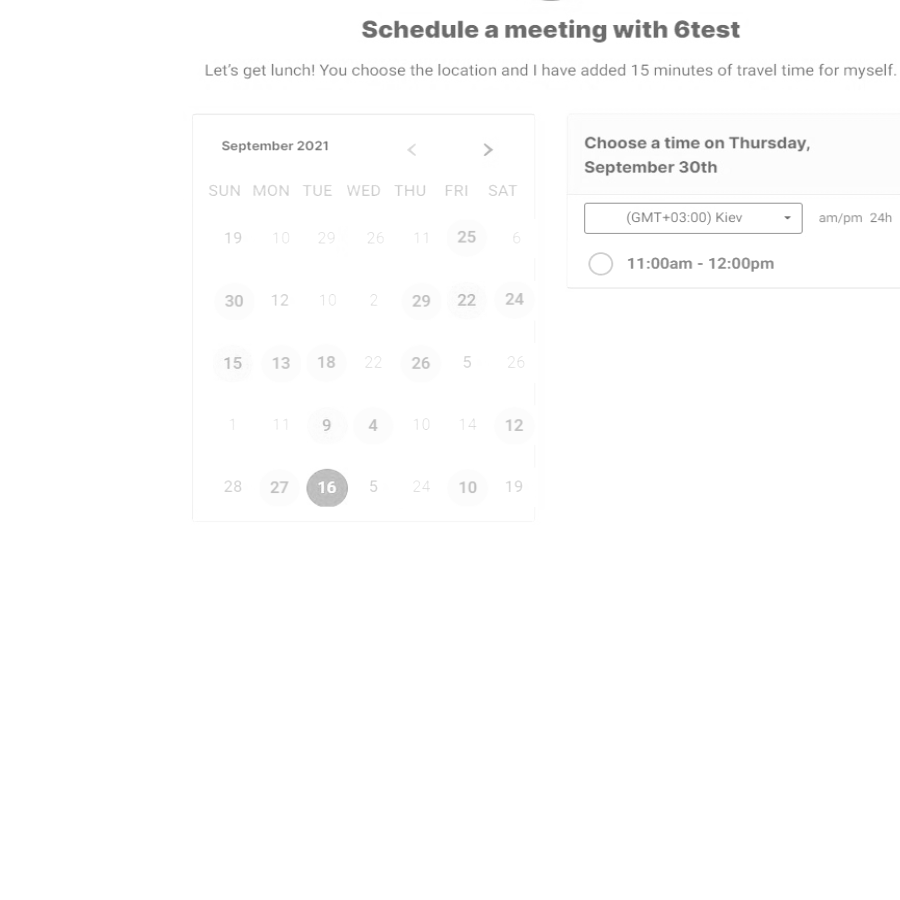 Schedule a meeting with 6test
Let's get lunch! You choose the location and I have added 15 minutes of travel time for myself.
September 2021 < >
SUN MON TUE WED THU FRI SAT
19 10 29 26 11 25 6
30 12 10 2 29 22 24
15 13 18 22 26 5 26
1 11 9 4 10 14 12
28 27 16 5 24 10 19
Choose a time on Thursday,
September 30th
(GMT+03:00) Kiev am/pm 24h
11:00am - 12:00pm